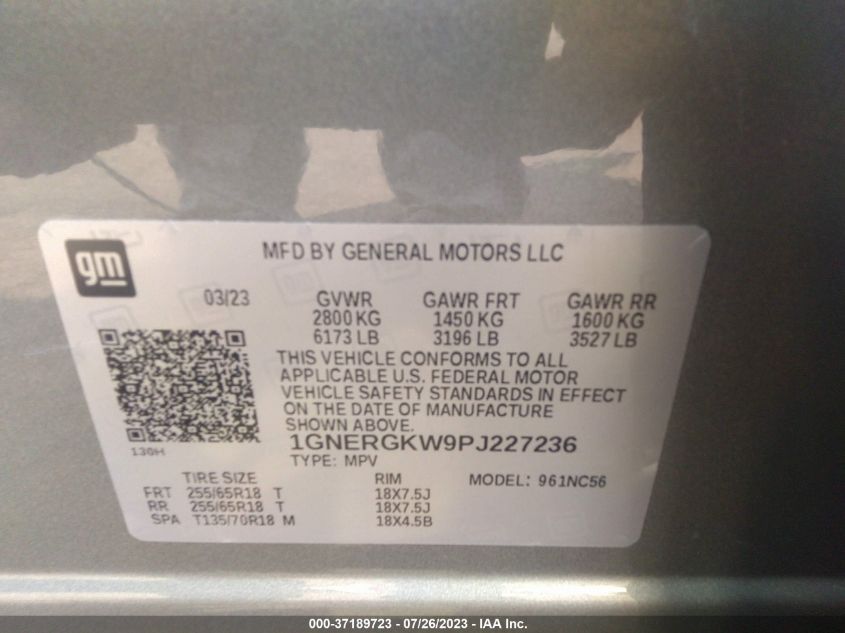 gm
MFD BY GENERAL MOTORS LLC
03/23 GVWR GAWR FRT GAWR RR
2800 KG 1450 KG 1600 KG
6173 LB 3196 LB 3527 LB
THIS VEHICLE CONFORMS TO ALL
APPLICABLE U.S. FEDERAL MOTOR
VEHICLE SAFETY STANDARDS IN EFFECT
ON THE DATE OF MANUFACTURE
SHOWN ABOVE.
130H
1GNERGKW9PJ227236
TYPE: MPV
TIRE SIZE RIM MODEL: 961NC56
FRT 255/65R18 T 18X7.5J
RR 255/65R18 T 18X7.5J
SPA T135/70R18 M 18X4.5B
000-37189723 - 07/26/2023 - IAA Inc.